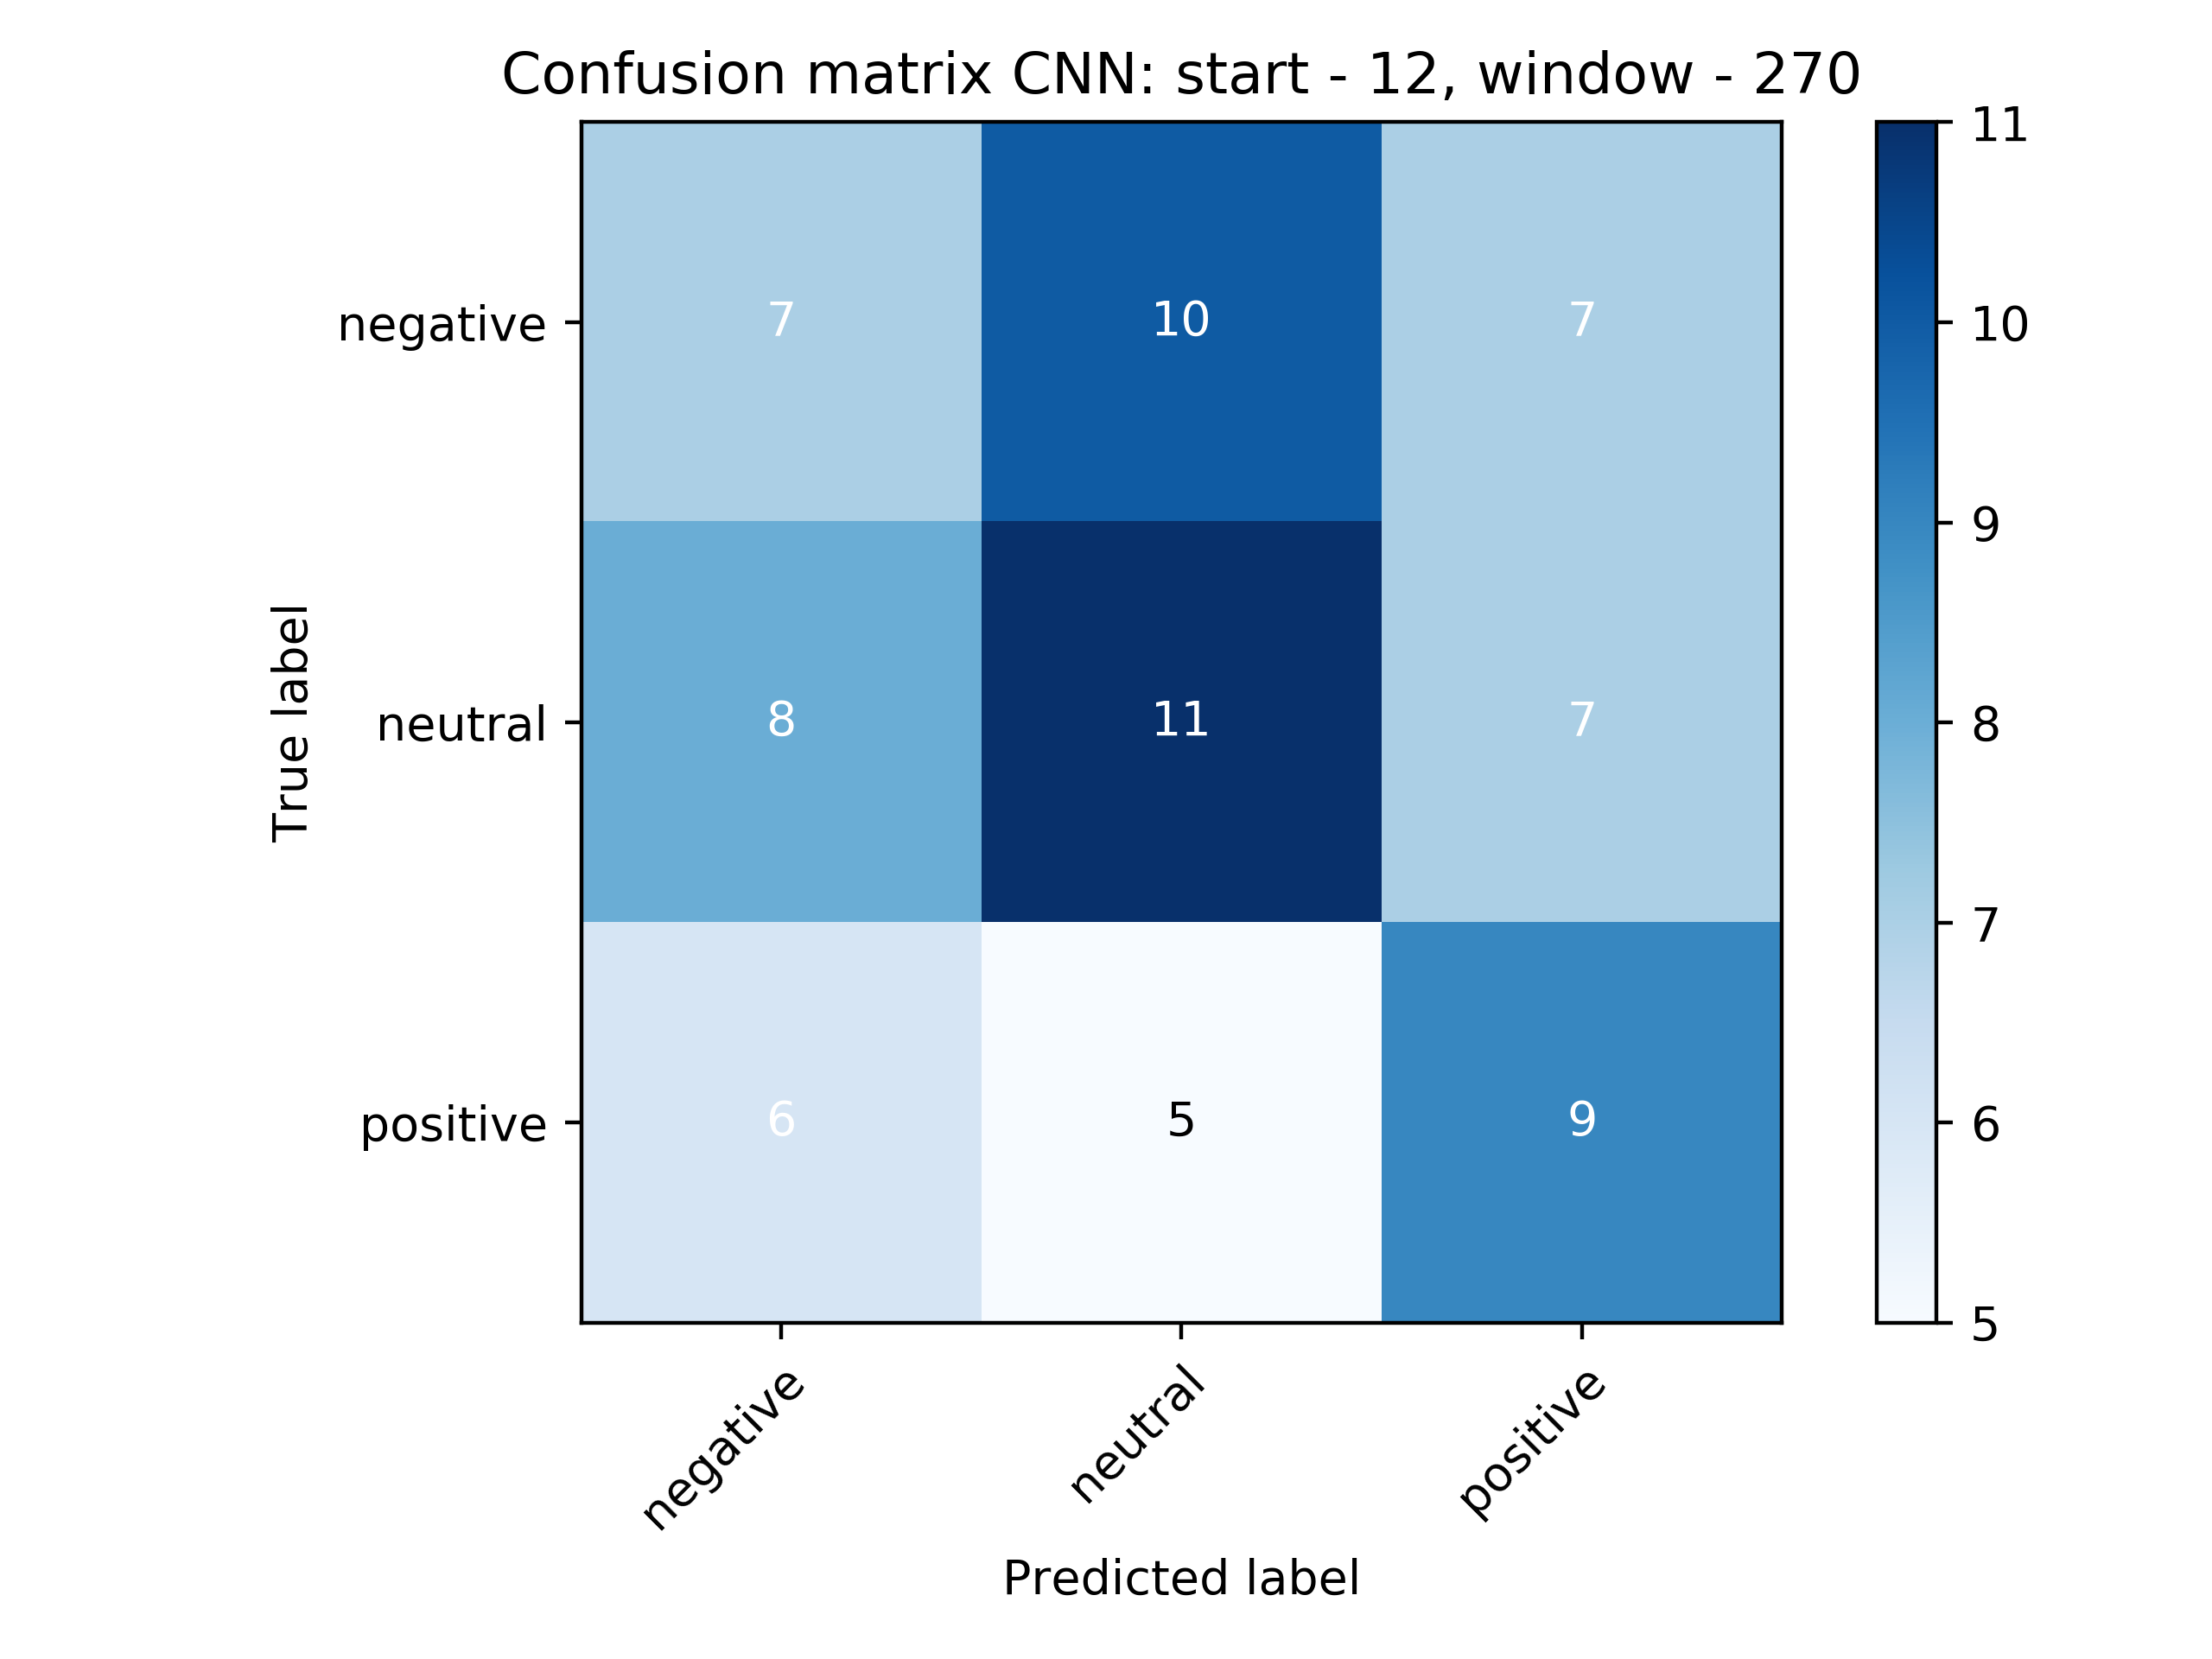 Confusion matrix CNN: start - 12, window - 270
True label
negative
neutral
positive
7 10 7
8 11 7
6 5 9
negative neutral positive
Predicted label
11
10
9
8
7
6
5